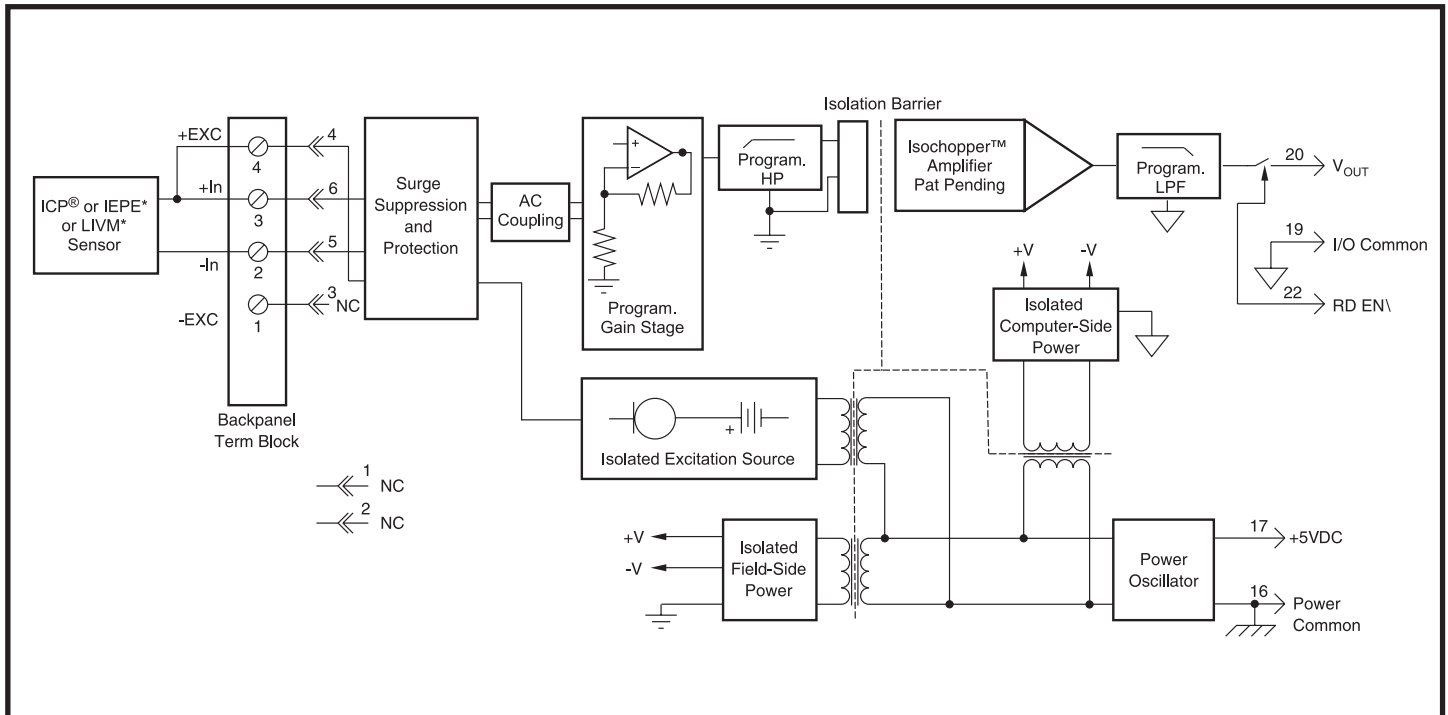 Isolation Barrier
+EXC
4
4
+In
6
3
ICP® or IEPE*
or LIVM*
Sensor
5
-In
2
3
NC
-EXC
1
Backpanel
Term Block
1
NC
2
NC
Surge
Suppression
and
Protection
AC
Coupling
+
–
Program.
Gain Stage
Program.
HP
Isochopper™
Amplifier
Pat Pending
Program.
LPF
20
VOUT
19
I/O Common
22
RD EN\
+V
-V
Isolated
Computer-Side
Power
+
Isolated Excitation Source
+V
-V
Isolated
Field-Side
Power
Power
Oscillator
17
+5VDC
16
Power
Common